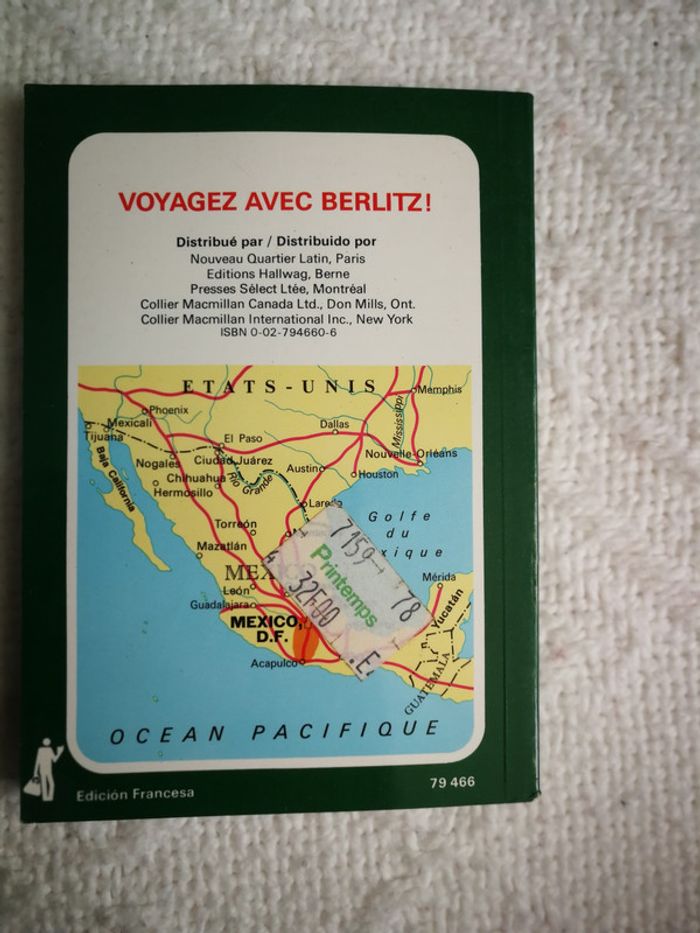 VOYAGEZ AVEC BERLITZ!
Distribué par / Distribuido por
Nouveau Quartier Latin, Paris
Editions Hallwag, Berne
Presses Sélect Ltée, Montréal
Collier Macmillan Canada Ltd., Don Mills, Ont.
Collier Macmillan International Inc., New York
ISBN 0-02-794660-6
ETATS-UNIS
Memphis
Phoenix
Mississippi
Mexicali
Dallas
Tijuana
El Paso
Nouvelle-Orléans
Nogales
Ciudad Juárez
Austin
Houston
Baja California
Chihuahua
Rio Grande
Hermosillo
Laredo
Golfe
du
xique
Torreón
7159
Printemps
Mazatlán
MEX
32F00
78
Mérida
León
Guadalajara
Yucatán
MEXICO,
D.F.
.E
Acapulco
GUATEMALA
OCEAN PACIFIQUE
Edición Francesa
79 466